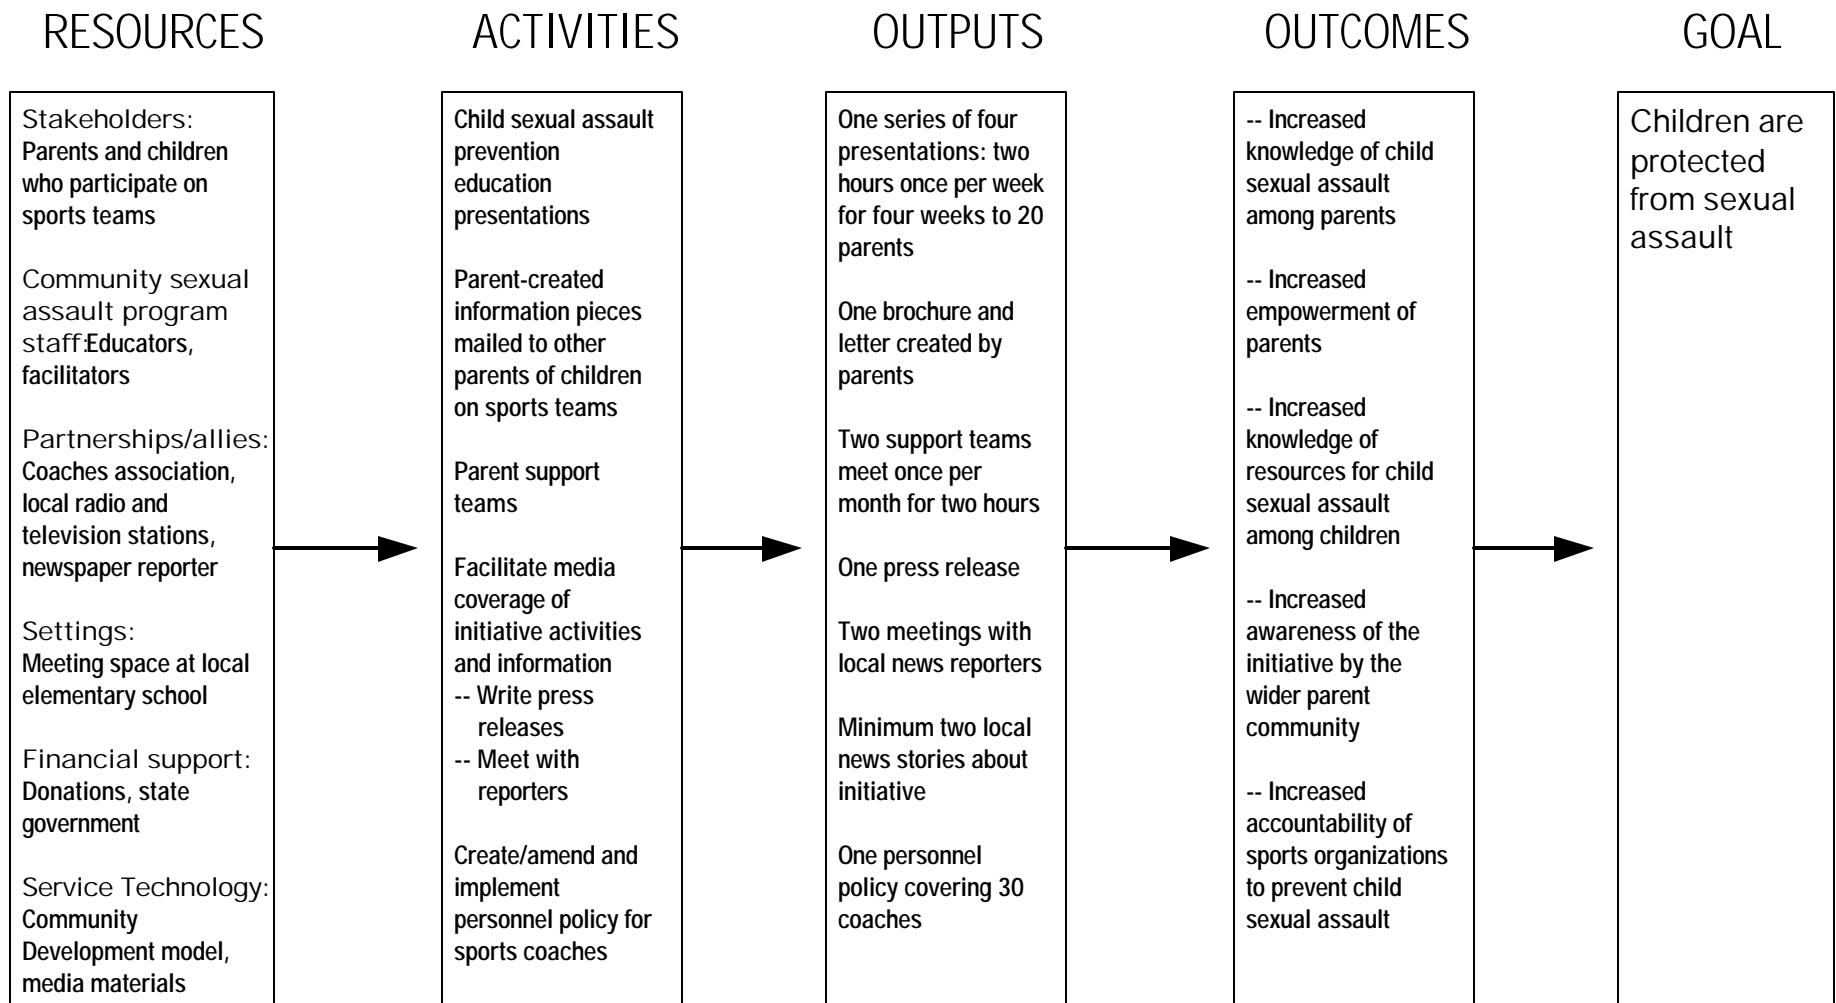 RESOURCES
ACTIVITIES
OUTPUTS
OUTCOMES
GOAL
Stakeholders:
Parents and children
who participate on
sports teams
Community sexual
assault program
staff:Educators,
facilitators
Partnerships/allies:
Coaches association,
local radio and
television stations,
newspaper reporter
Settings:
Meeting space at local
elementary school
Financial support:
Donations, state
government
Service Technology:
Community
Development model,
media materials
Child sexual assault
prevention
education
presentations
Parent-created
information pieces
mailed to other
parents of children
on sports teams
Parent support
teams
Facilitate media
coverage of
initiative activities
and information
-- Write press
releases
-- Meet with
reporters
Create/amend and
implement
personnel policy for
sports coaches
One series of four
presentations: two
hours once per week
for four weeks to 20
parents
One brochure and
letter created by
parents
Two support teams
meet once per
month for two hours
One press release
Two meetings with
local news reporters
Minimum two local
news stories about
initiative
One personnel
policy covering 30
coaches
-- Increased
knowledge of child
sexual assault
among parents
-- Increased
empowerment of
parents
-- Increased
knowledge of
resources for child
sexual assault
among children
-- Increased
awareness of the
initiative by the
wider parent
community
-- Increased
accountability of
sports organizations
to prevent child
sexual assault
Children are
protected
from sexual
assault